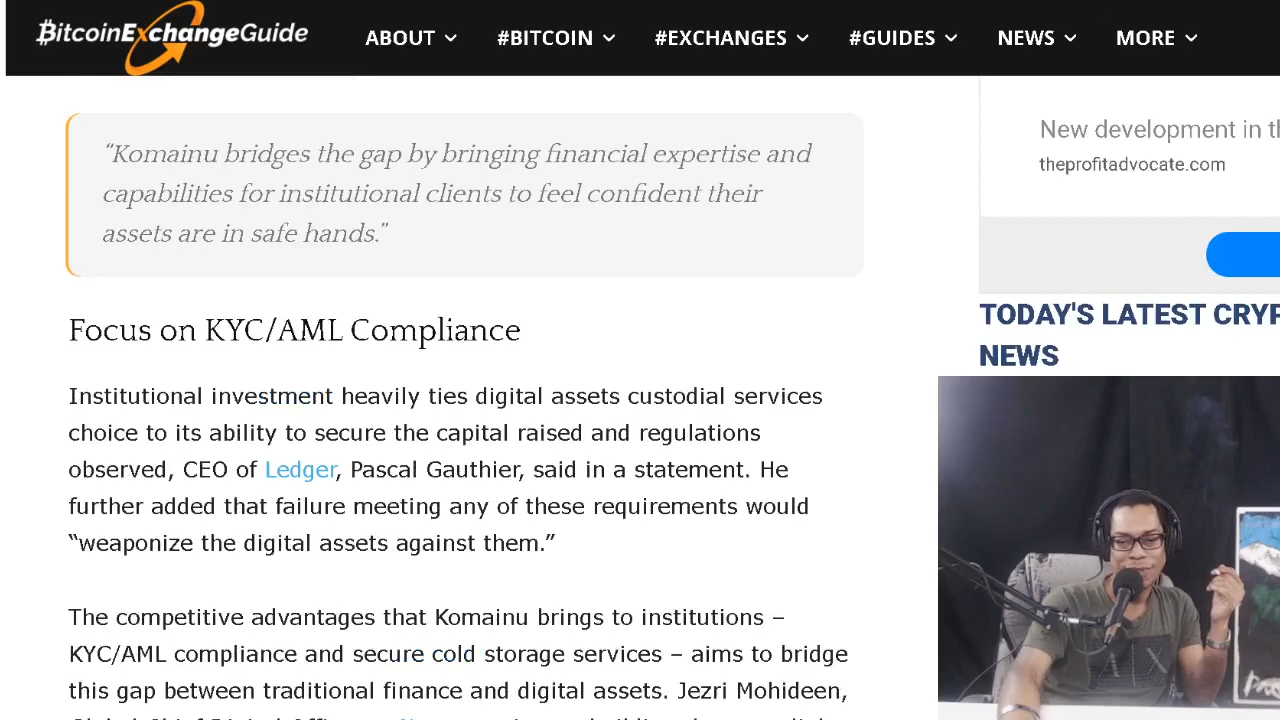 BitcoinExchangeGuide
ABOUT #BITCOIN #EXCHANGES #GUIDES NEWS MORE
“Komainu bridges the gap by bringing financial expertise and
capabilities for institutional clients to feel confident their
assets are in safe hands.”
Focus on KYC/AML Compliance
Institutional investment heavily ties digital assets custodial services
choice to its ability to secure the capital raised and regulations
observed, CEO of Ledger, Pascal Gauthier, said in a statement. He
further added that failure meeting any of these requirements would
“weaponize the digital assets against them.”
The competitive advantages that Komainu brings to institutions –
KYC/AML compliance and secure cold storage services – aims to bridge
this gap between traditional finance and digital assets. Jezri Mohideen,
New development in th
theprofitadvocate.com
TODAY'S LATEST CRYP
NEWS